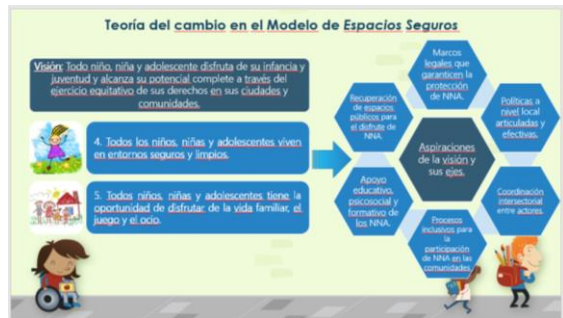 Teoría del cambio en el Modelo de Espacios Seguros
Visión: Todo niño, niña y adolescente disfruta de su infancia y
juventud y alcanza su potencial complete a través del
ejercicio equitativo de sus derechos en sus ciudades y
comunidades.
4. Todos los niños, niñas y adolescentes viven
en entornos seguros y limpios.
5. Todos niños, niñas y adolescentes tiene la
oportunidad de disfrutar de la vida familiar, el
juego y el ocio.
Marcos
legales que
garanticen la
protección
de NNA.
Políticas a
nivel local
articuladas y
efectivas.
Coordinación
intersectorial
entre actores.
Procesos
inclusivos para
la
participación
de NNA en las
comunidades
Apoyo
educativo,
psicosocial y
formativo de
los NNA.
Recuperación
de espacios
públicos para
el disfrute de
NNA.
Aspiraciones
de la visión y
sus ejes.